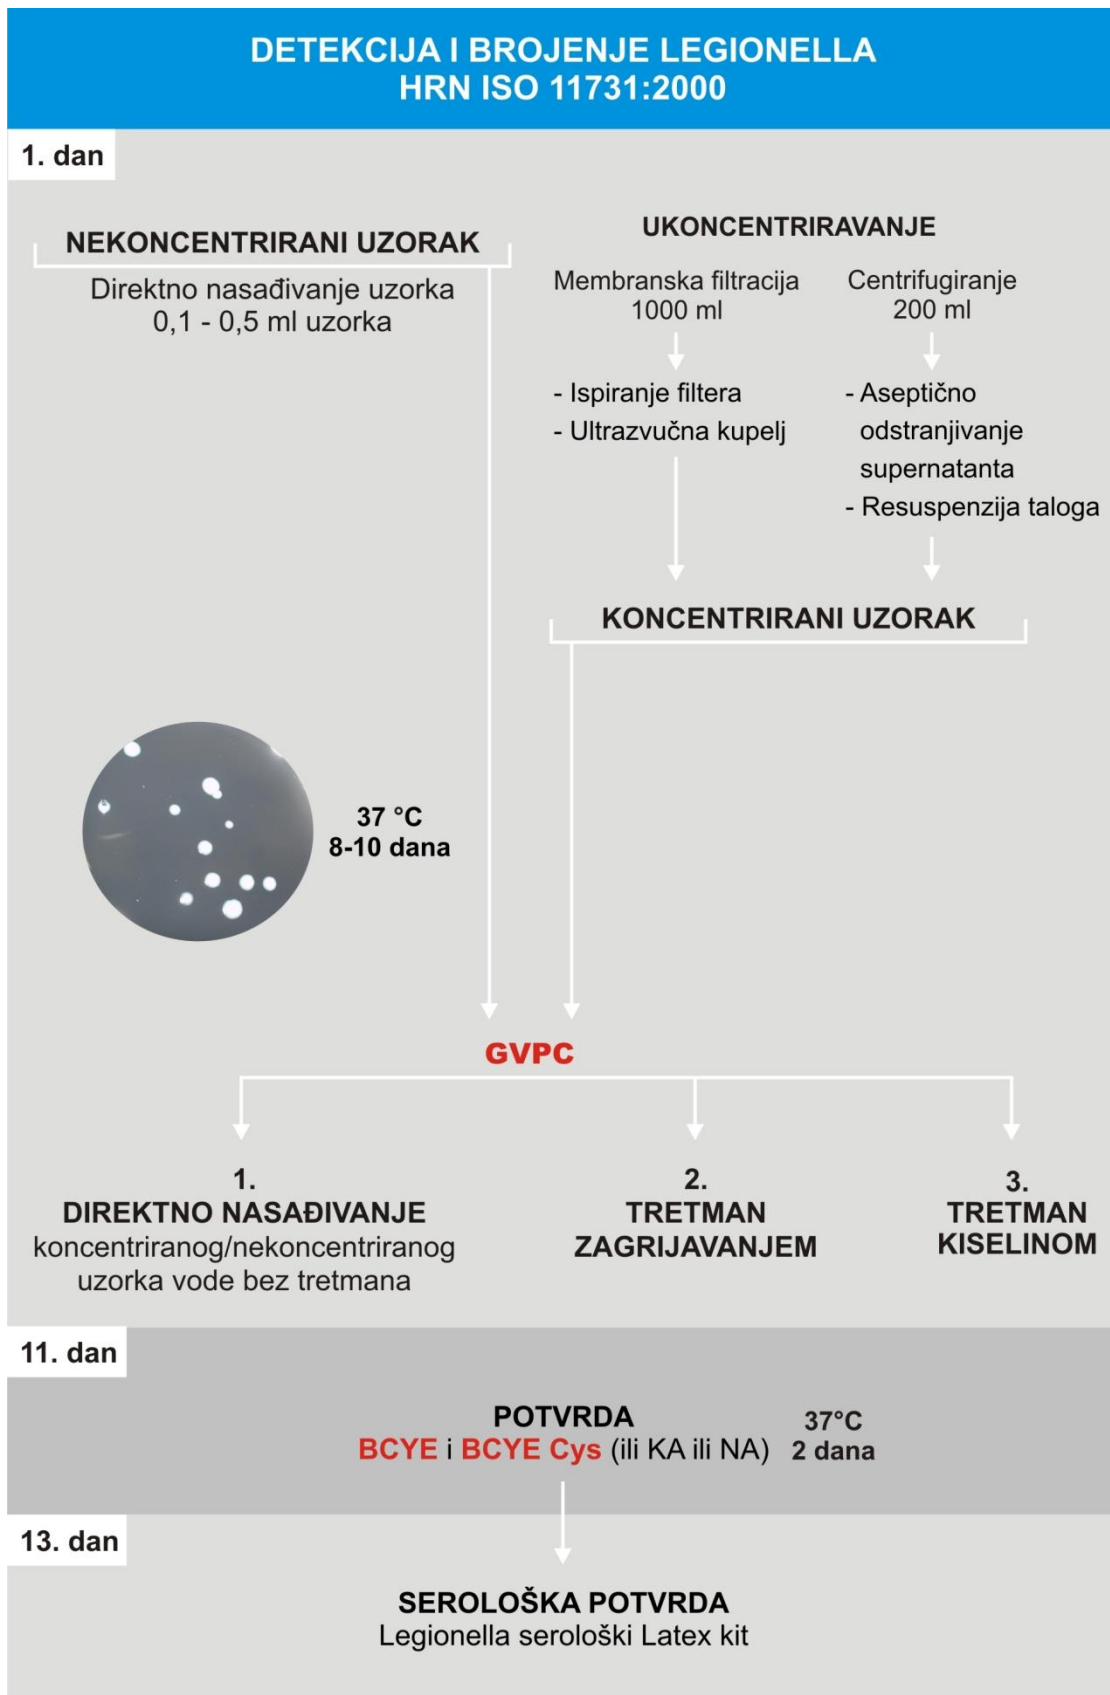 DETEKCIJA I BROJENJE LEGIONELLA
HRN ISO 11731:2000
1. dan
NEKONCENTRIRANI UZORAK
Direktno nasađivanje uzorka
0,1 - 0,5 ml uzorka
UKONCENTRIRAVANJE
Membranska filtracija
1000 ml
- Ispiranje filtera
- Ultrazvučna kupelj
Centrifugiranje
200 ml
- Aseptično
odstranjivanje
supernatanta
- Resuspenzija taloga
KONCENTRIRANI UZORAK
37 °C
8-10 dana
GVPC
1.
DIREKTNO NASAĐIVANJE
koncentriranog/nekoncentriranog
uzorka vode bez tretmana
2.
TRETMAN
ZAGRIJAVANJEM
3.
TRETMAN
KISELINOM
11. dan
POTVRDA
BCYE i BCYE Cys (ili KA ili NA)
37°C
2 dana
13. dan
SEROLOŠKA POTVRDA
Legionella serološki Latex kit